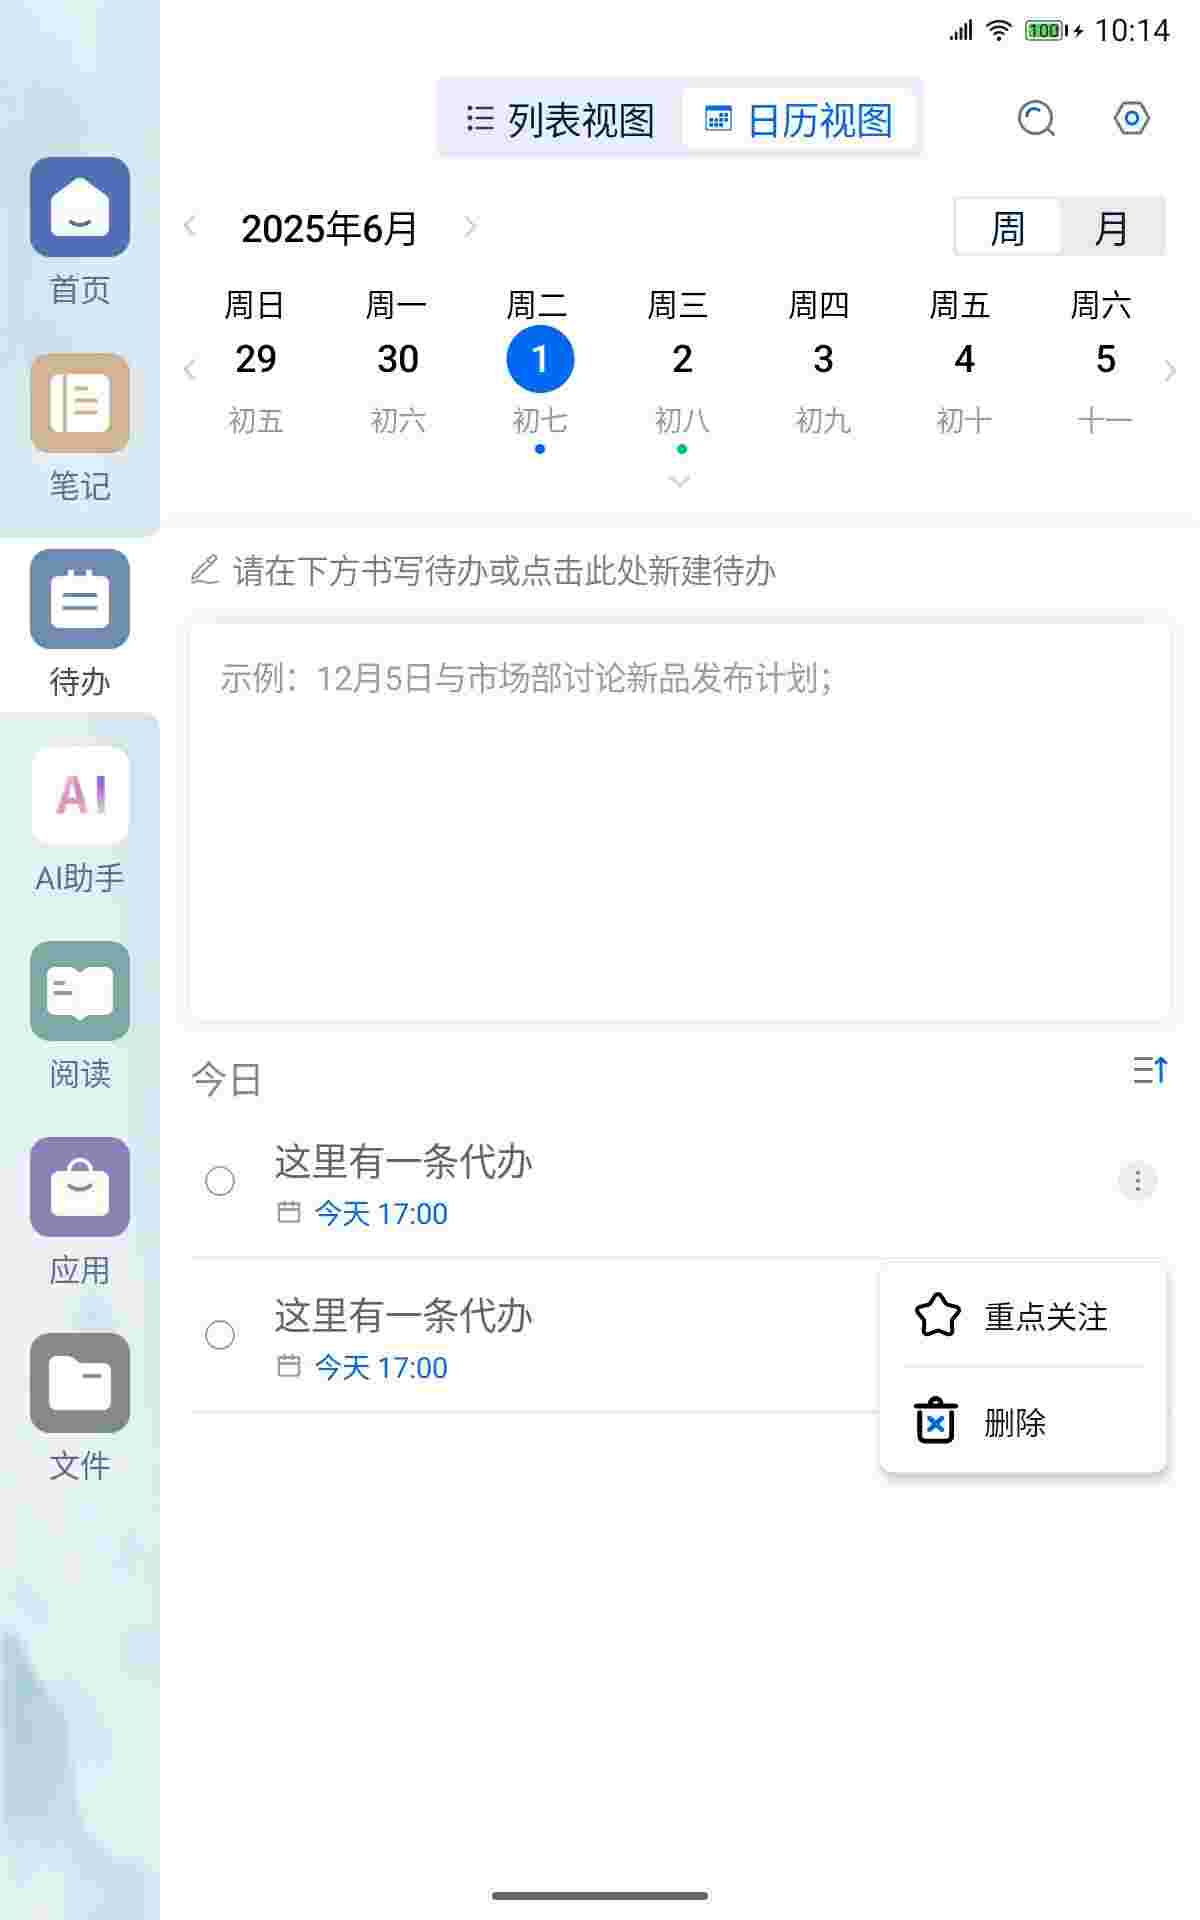 100 10:14
列表视图 日历视图
2025年6月 周 月
周日 周一 周二 周三 周四 周五 周六
29 30 1 2 3 4 5
初五 初六 初七 初八 初九 初十 十一
请在下方书写待办或点击此处新建待办
示例：12月5日与市场部讨论新品发布计划；
今日
这里有一条代办
今天 17:00
这里有一条代办
今天 17:00
重点关注
删除
首页
笔记
待办
AI
AI助手
阅读
应用
文件